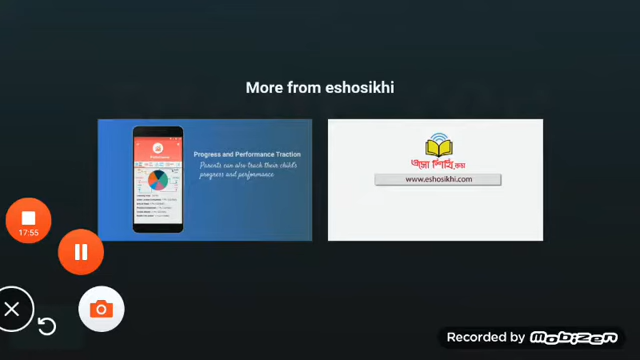 More from eshosikhi
Progress and Performance Traction
Parents can also track their child's
progress and performance
এসো শিখি.কম
www.eshosikhi.com
17:55
Recorded by mobizen